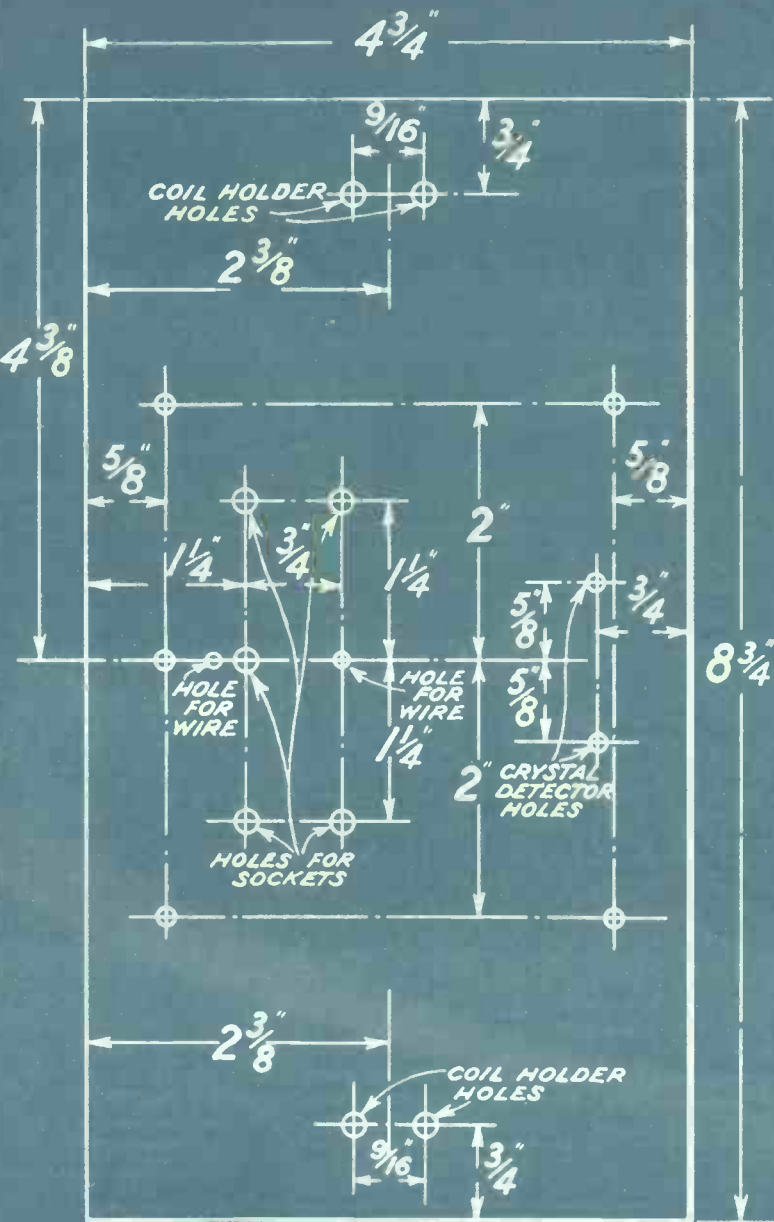 4 3/4"
9/16"
3/4"
COIL HOLDER
HOLES
2 3/8"
4 3/8"
5/8"
5/8"
2"
1 1/4"
3/4"
1 1/4"
5/8"
3/4"
8 3/4"
HOLE
FOR
WIRE
HOLE
FOR
WIRE
5/8"
1 1/4"
2"
CRYSTAL
DETECTOR
HOLES
HOLES FOR
SOCKETS
2 3/8"
COIL HOLDER
HOLES
9/16"
3/4"